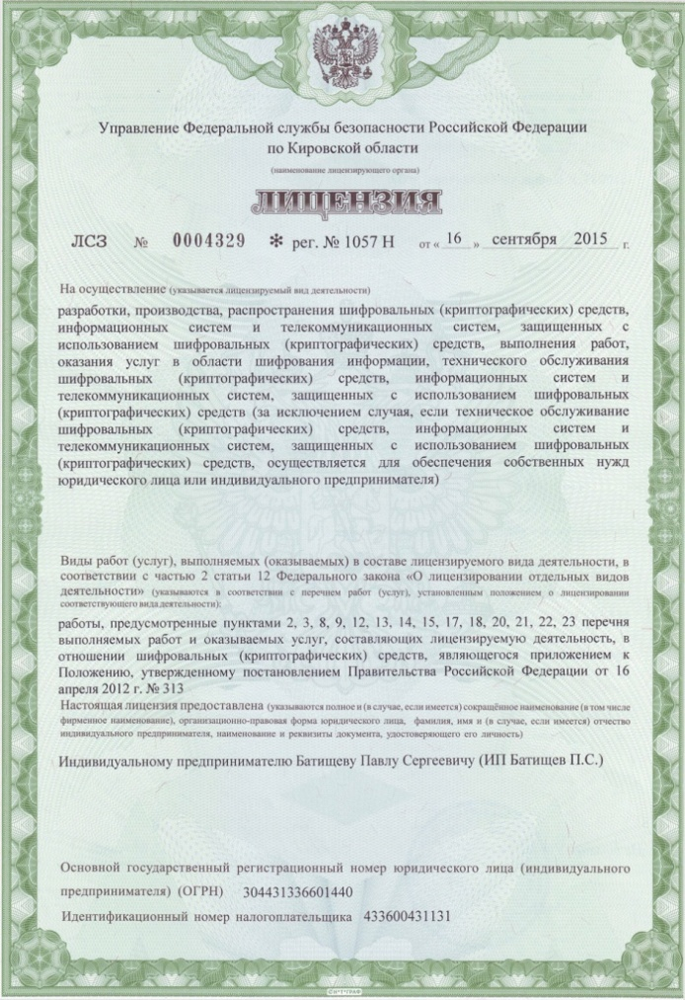 Управление Федеральной службы безопасности Российской Федерации
по Кировской области
(наименование лицензирующего органа)
ЛИЦЕНЗИЯ
ЛСЗ № 0004329 * рег. № 1057 Н от « 16 » сентября 2015 г.
На осуществление (указывается лицензируемый вид деятельности)
разработки, производства, распространения шифровальных (криптографических) средств,
информационных систем и телекоммуникационных систем, защищенных с
использованием шифровальных (криптографических) средств, выполнения работ,
оказания услуг в области шифрования информации, технического обслуживания
шифровальных (криптографических) средств, информационных систем и
телекоммуникационных систем, защищенных с использованием шифровальных
(криптографических) средств (за исключением случая, если техническое обслуживание
шифровальных (криптографических) средств, информационных систем и
телекоммуникационных систем, защищенных с использованием шифровальных
(криптографических) средств, осуществляется для обеспечения собственных нужд
юридического лица или индивидуального предпринимателя)
Виды работ (услуг), выполняемых (оказываемых) в составе лицензируемого вида деятельности, в
соответствии с частью 2 статьи 12 Федерального закона «О лицензировании отдельных видов
деятельности» (указываются в соответствии с перечнем работ (услуг), установленным положением о лицензировании
соответствующего вида деятельности):
работы, предусмотренные пунктами 2, 3, 8, 9, 12, 13, 14, 15, 17, 18, 20, 21, 22, 23 перечня
выполняемых работ и оказываемых услуг, составляющих лицензируемую деятельность, в
отношении шифровальных (криптографических) средств, являющегося приложением к
Положению, утвержденному постановлением Правительства Российской Федерации от 16
апреля 2012 г. № 313
Настоящая лицензия предоставлена (указываются полное и (в случае, если имеется) сокращённое наименование (в том числе
фирменное наименование), организационно-правовая форма юридического лица, фамилия, имя и (в случае, если имеется) отчество
индивидуального предпринимателя, наименование и реквизиты документа, удостоверяющего его личность)
Индивидуальному предпринимателю Батищеву Павлу Сергеевичу (ИП Батищев П.С.)
Основной государственный регистрационный номер юридического лица (индивидуального
предпринимателя) (ОГРН) 304431336601440
Идентификационный номер налогоплательщика 433600431131